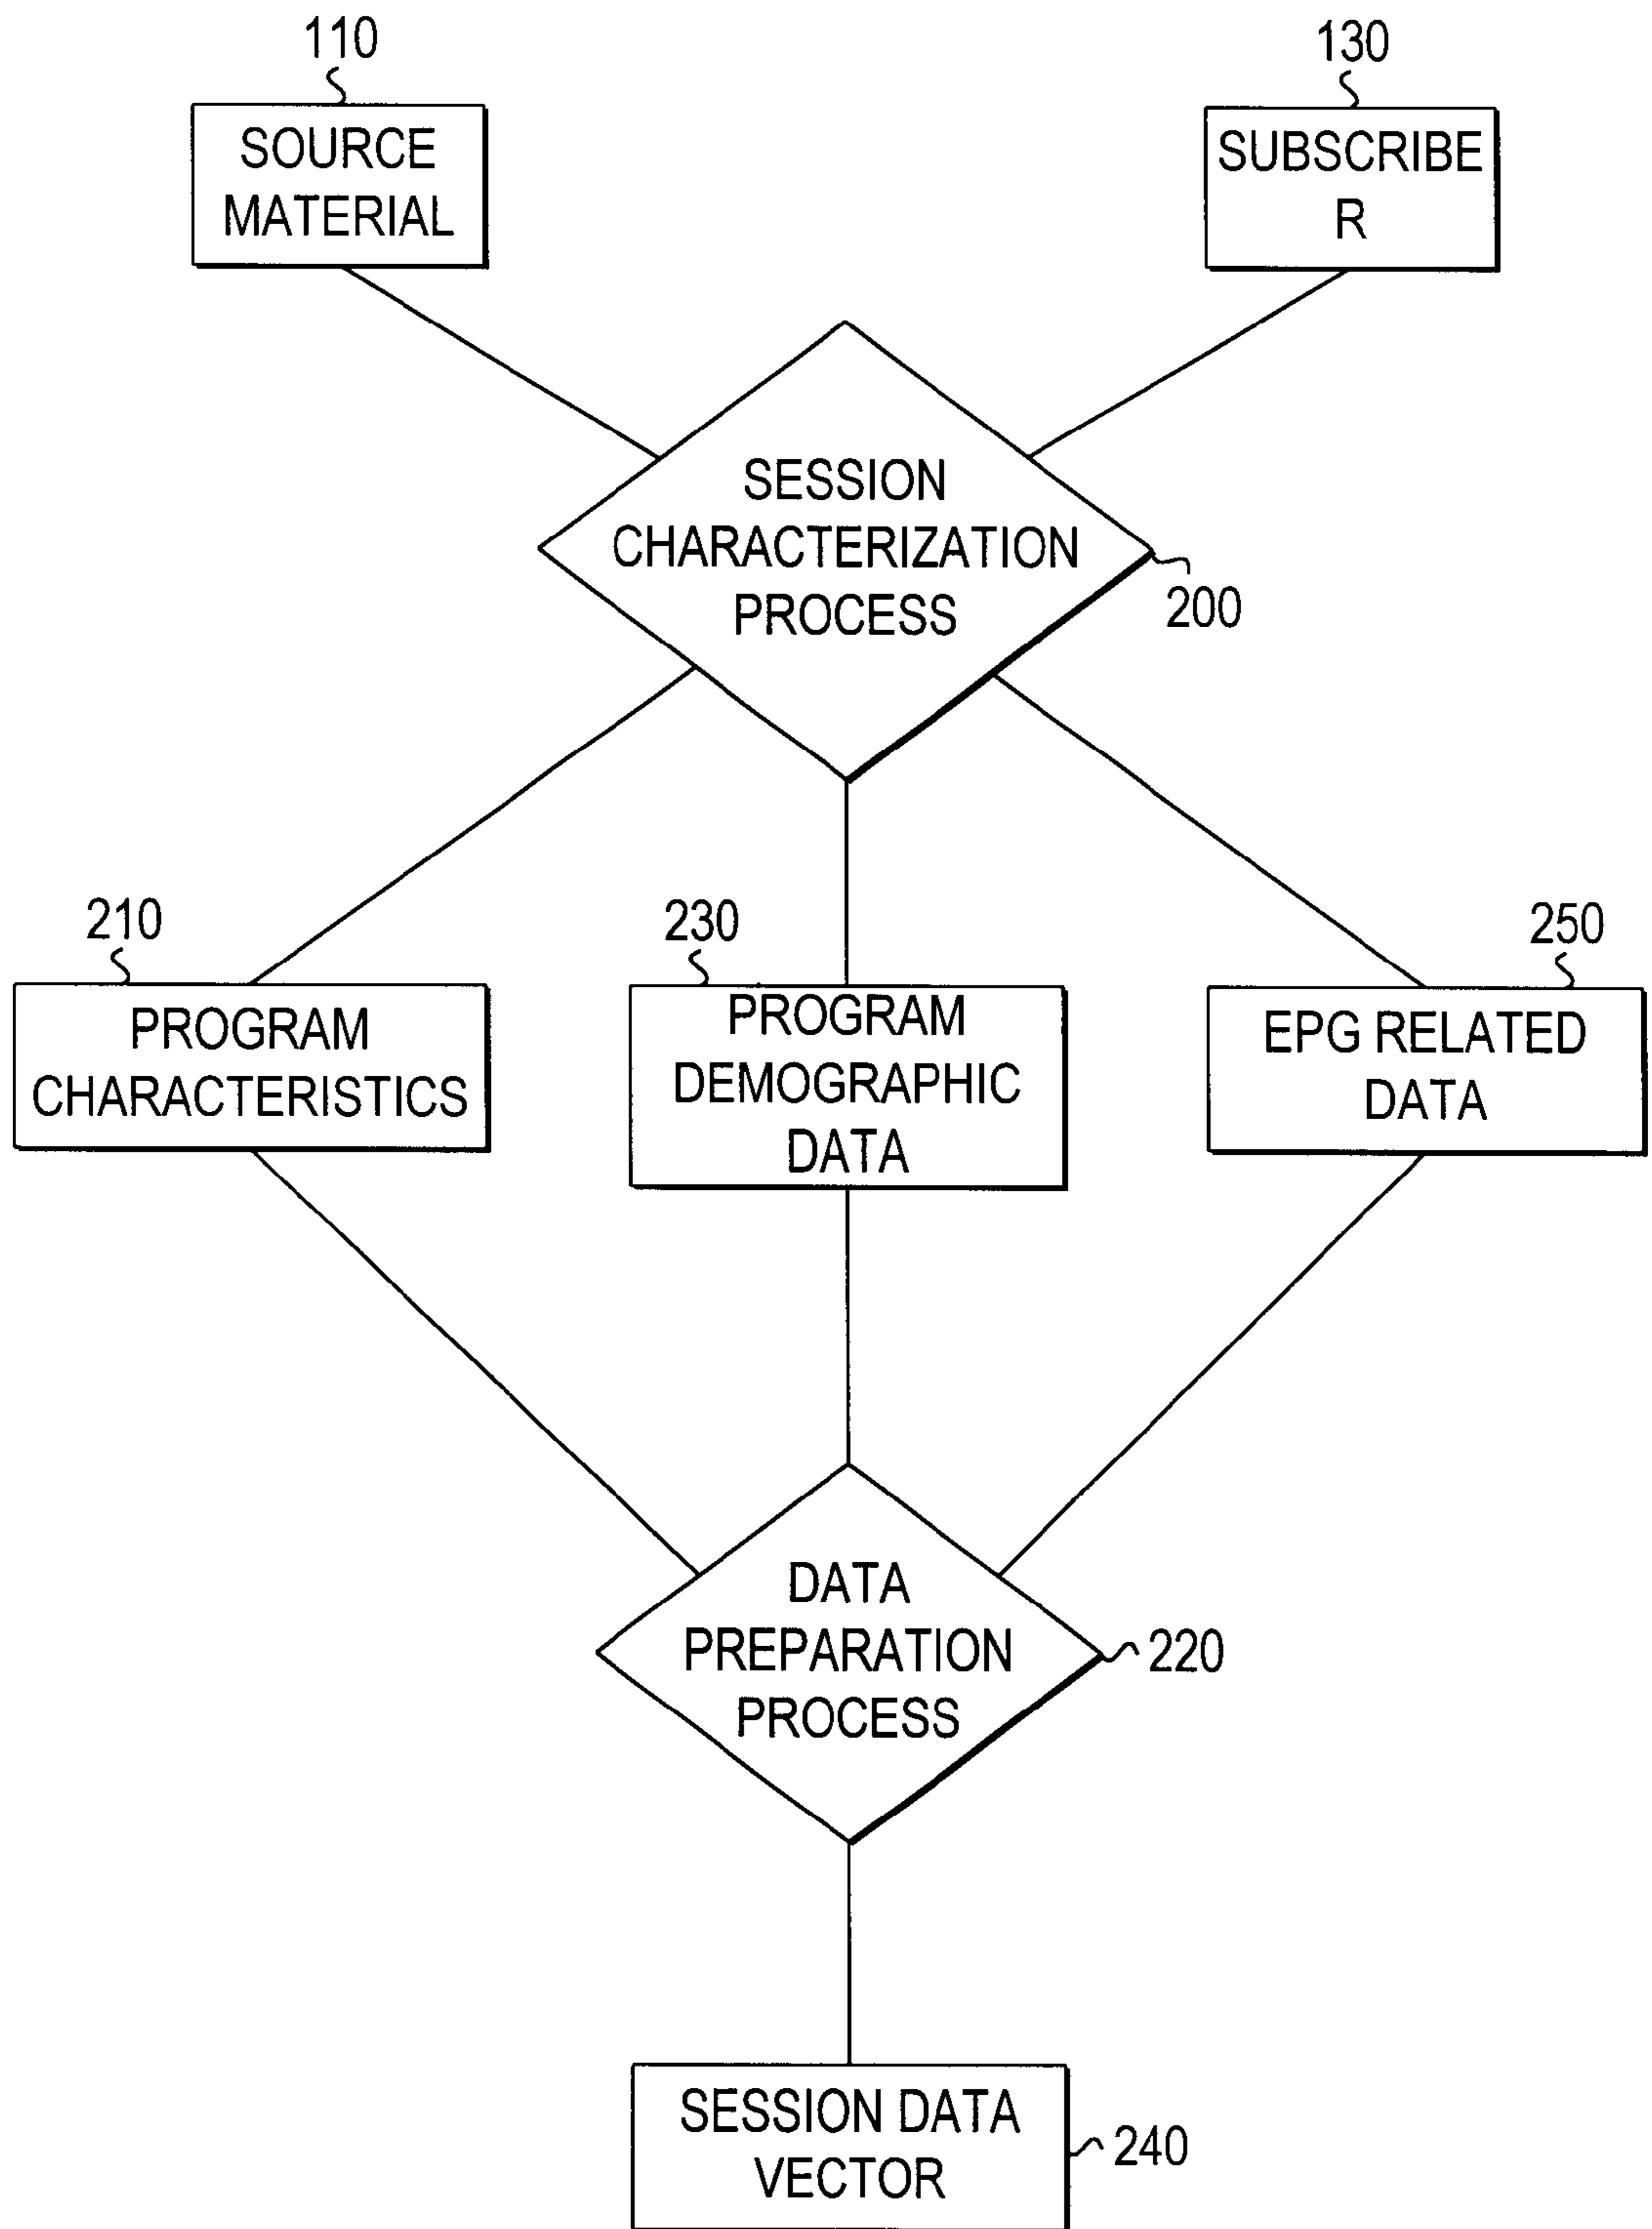 110
130
SOURCE
MATERIAL
SUBSCRIBE
R
SESSION
CHARACTERIZATION
PROCESS
200
210
230
250
PROGRAM
CHARACTERISTICS
PROGRAM
DEMOGRAPHIC
DATA
EPG RELATED
DATA
DATA
PREPARATION
PROCESS
220
SESSION DATA
VECTOR
240